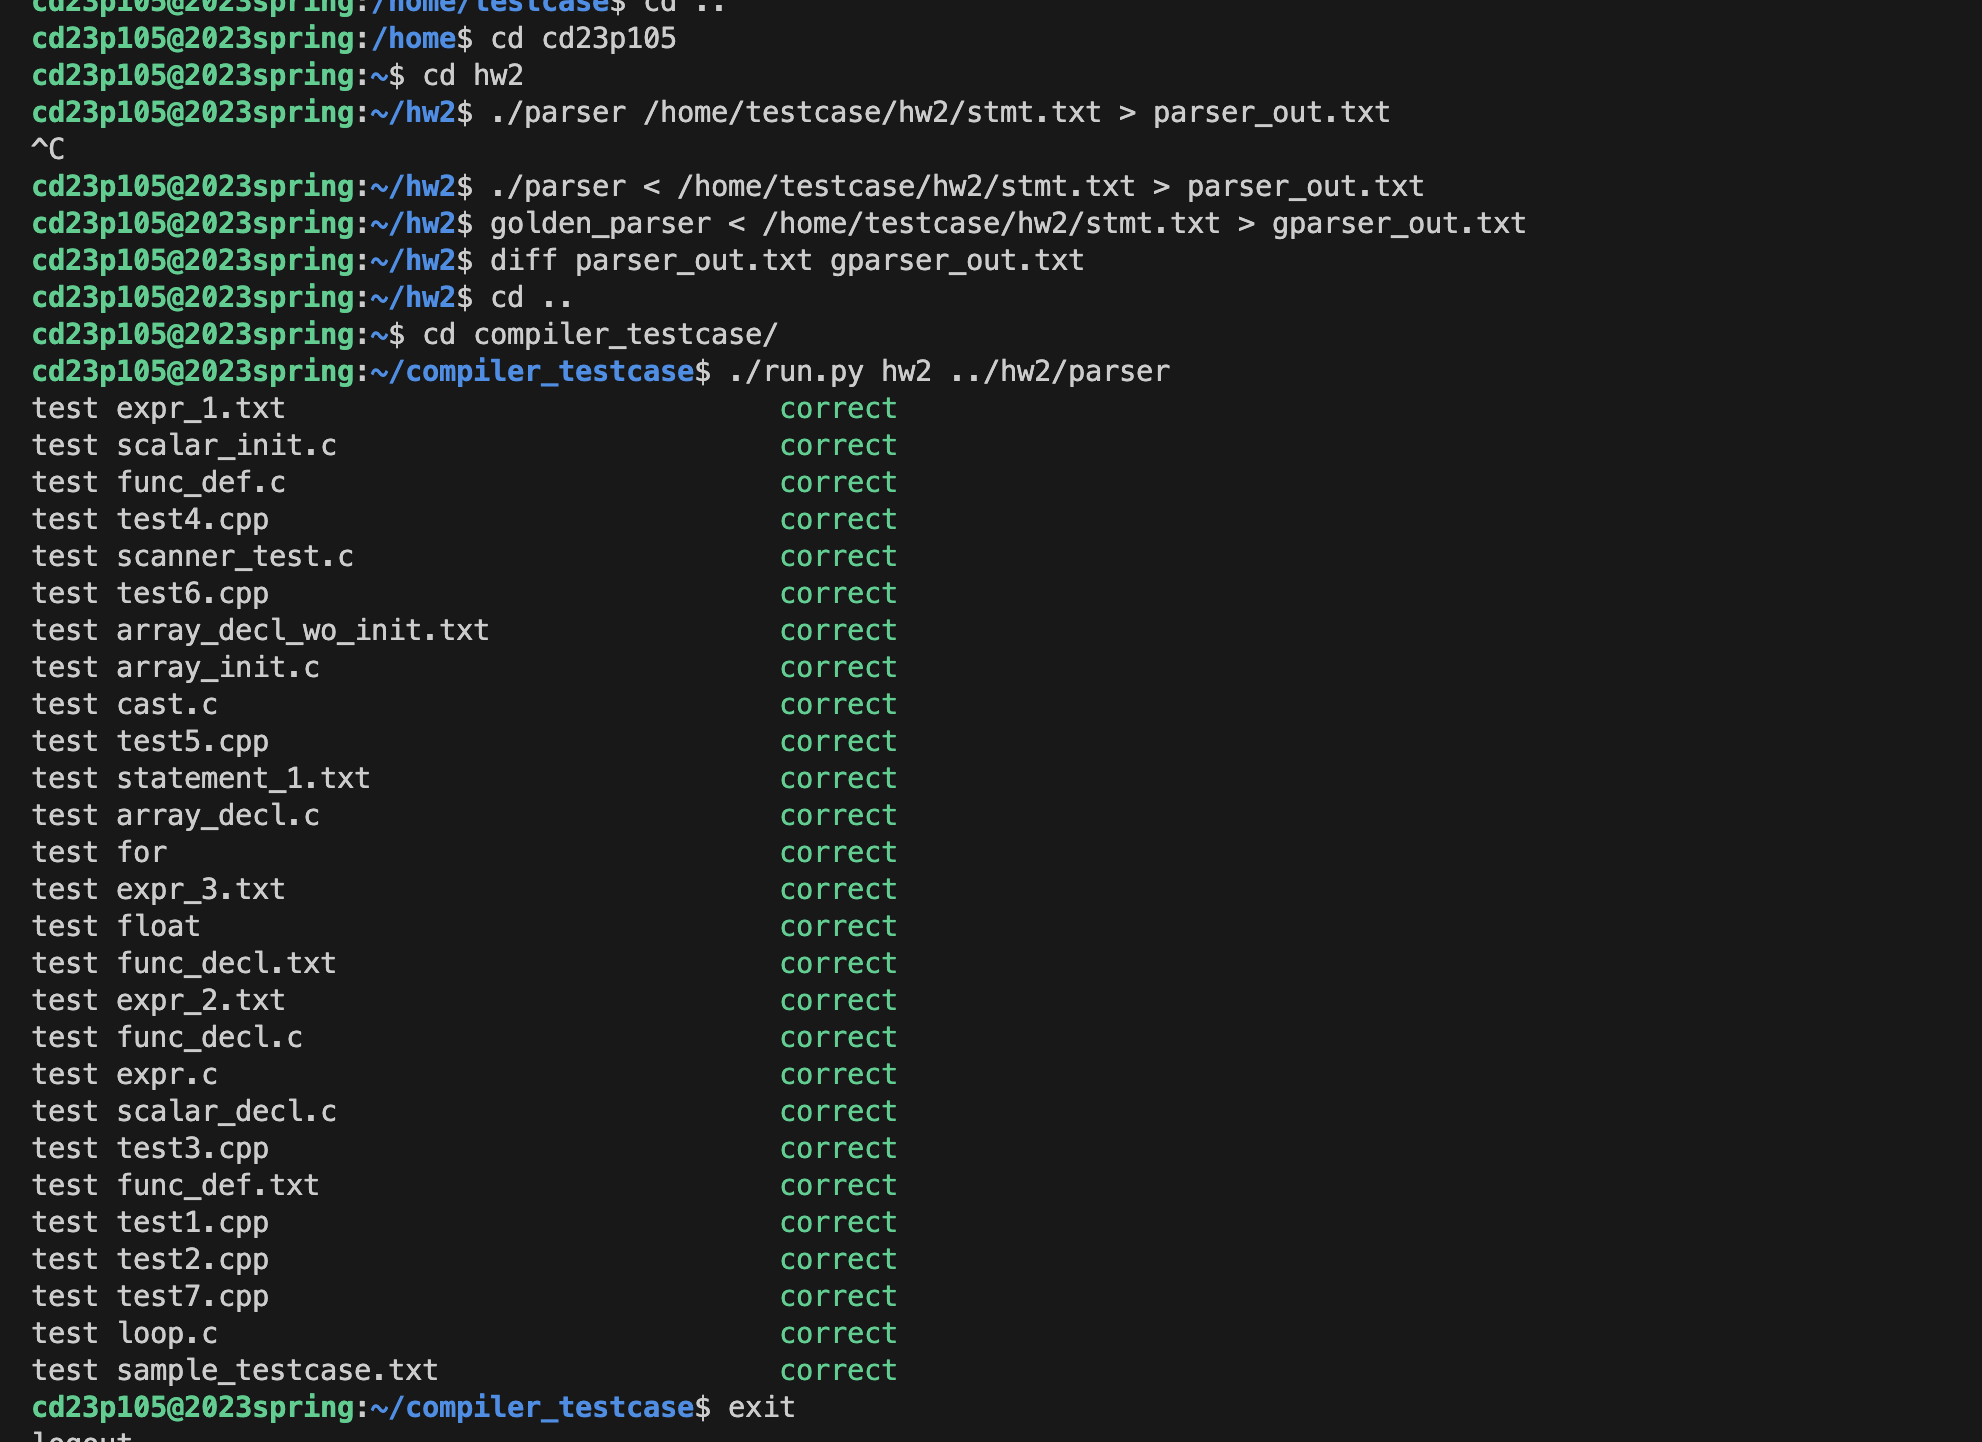 cd23p105@2023spring:/home/testcase$ cd ..
cd23p105@2023spring:/home$ cd cd23p105
cd23p105@2023spring:~$ cd hw2
cd23p105@2023spring:~/hw2$ ./parser /home/testcase/hw2/stmt.txt > parser_out.txt
^C
cd23p105@2023spring:~/hw2$ ./parser < /home/testcase/hw2/stmt.txt > parser_out.txt
cd23p105@2023spring:~/hw2$ golden_parser < /home/testcase/hw2/stmt.txt > gparser_out.txt
cd23p105@2023spring:~/hw2$ diff parser_out.txt gparser_out.txt
cd23p105@2023spring:~/hw2$ cd ..
cd23p105@2023spring:~$ cd compiler_testcase/
cd23p105@2023spring:~/compiler_testcase$ ./run.py hw2 ../hw2/parser
test expr_1.txt correct
test scalar_init.c correct
test func_def.c correct
test test4.cpp correct
test scanner_test.c correct
test test6.cpp correct
test array_decl_wo_init.txt correct
test array_init.c correct
test cast.c correct
test test5.cpp correct
test statement_1.txt correct
test array_decl.c correct
test for correct
test expr_3.txt correct
test float correct
test func_decl.txt correct
test expr_2.txt correct
test func_decl.c correct
test expr.c correct
test scalar_decl.c correct
test test3.cpp correct
test func_def.txt correct
test test1.cpp correct
test test2.cpp correct
test test7.cpp correct
test loop.c correct
test sample_testcase.txt correct
cd23p105@2023spring:~/compiler_testcase$ exit
logout